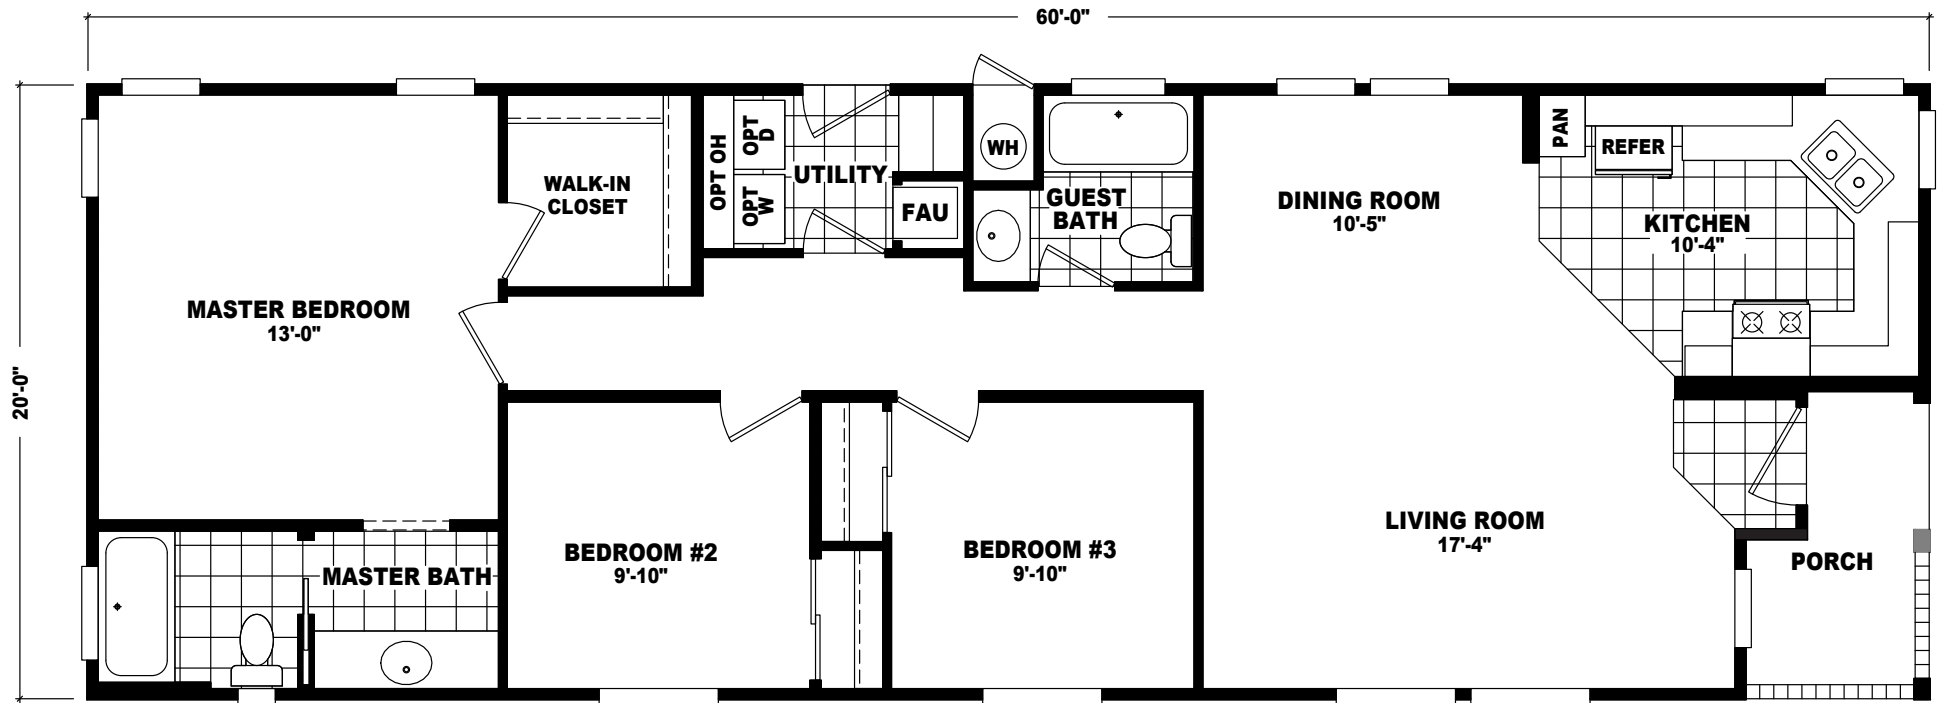 60'-0"
20'-0"
MASTER BEDROOM
13'-0"
WALK-IN
CLOSET
OPT OH
OPT
D
OPT
W
UTILITY
FAU
WH
GUEST
BATH
DINING ROOM
10'-5"
PAN
REFER
KITCHEN
10'-4"
MASTER BATH
BEDROOM #2
9'-10"
BEDROOM #3
9'-10"
LIVING ROOM
17'-4"
PORCH